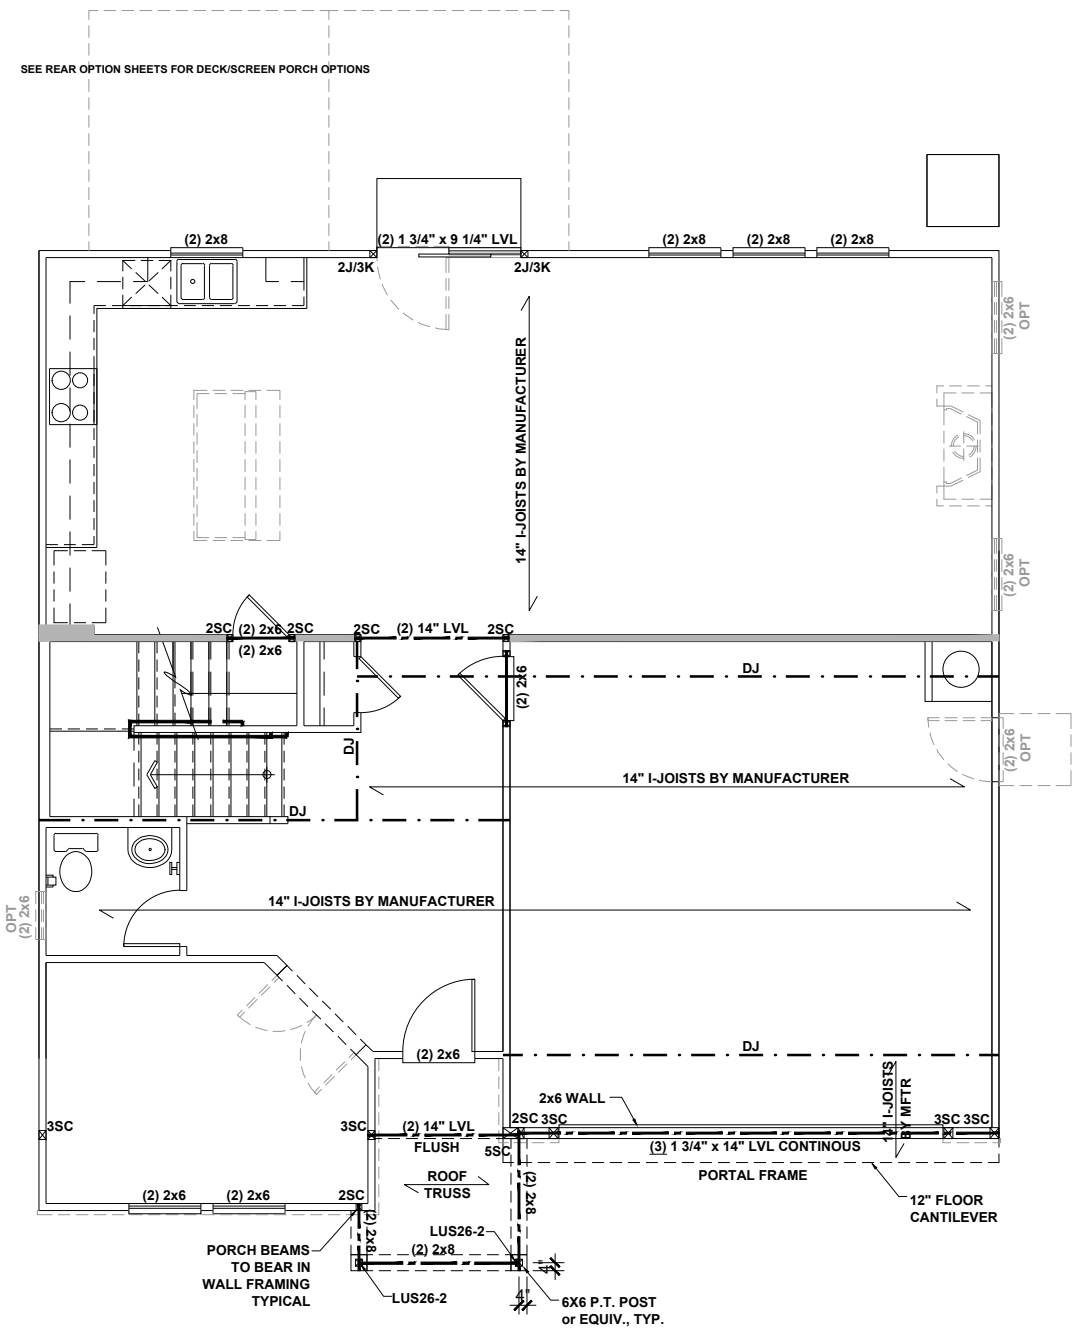 SEE REAR OPTION SHEETS FOR DECK/SCREEN PORCH OPTIONS
(2) 2x8
(2) 1 3/4" x 9 1/4" LVL
(2) 2x8
(2) 2x8
(2) 2x8
2J/3K
2J/3K
(2) 2x6
OPT
14" I-JOISTS BY MANUFACTURER
(2) 2x6
OPT
2SC
(2) 2x6
2SC
(2) 2x6
2SC
(2) 14" LVL
2SC
(2) 2x6
DJ
DJ
(2) 2x6
OPT
14" I-JOISTS BY MANUFACTURER
DJ
OPT
(2) 2x6
14" I-JOISTS BY MANUFACTURER
(2) 2x6
DJ
14" I-JOISTS
BY MFTR
2x6 WALL
3SC
3SC
(2) 14" LVL
FLUSH
2SC
3SC
3SC
3SC
5SC
(3) 1 3/4" x 14" LVL CONTINOUS
PORTAL FRAME
ROOF
TRUSS
(2) 2x8
12" FLOOR
CANTILEVER
(2) 2x6
(2) 2x6
2SC
(2) 2x8
LUS26-2
(2) 2x8
PORCH BEAMS
TO BEAR IN
WALL FRAMING
TYPICAL
LUS26-2
4"
4"
6X6 P.T. POST
or EQUIV., TYP.